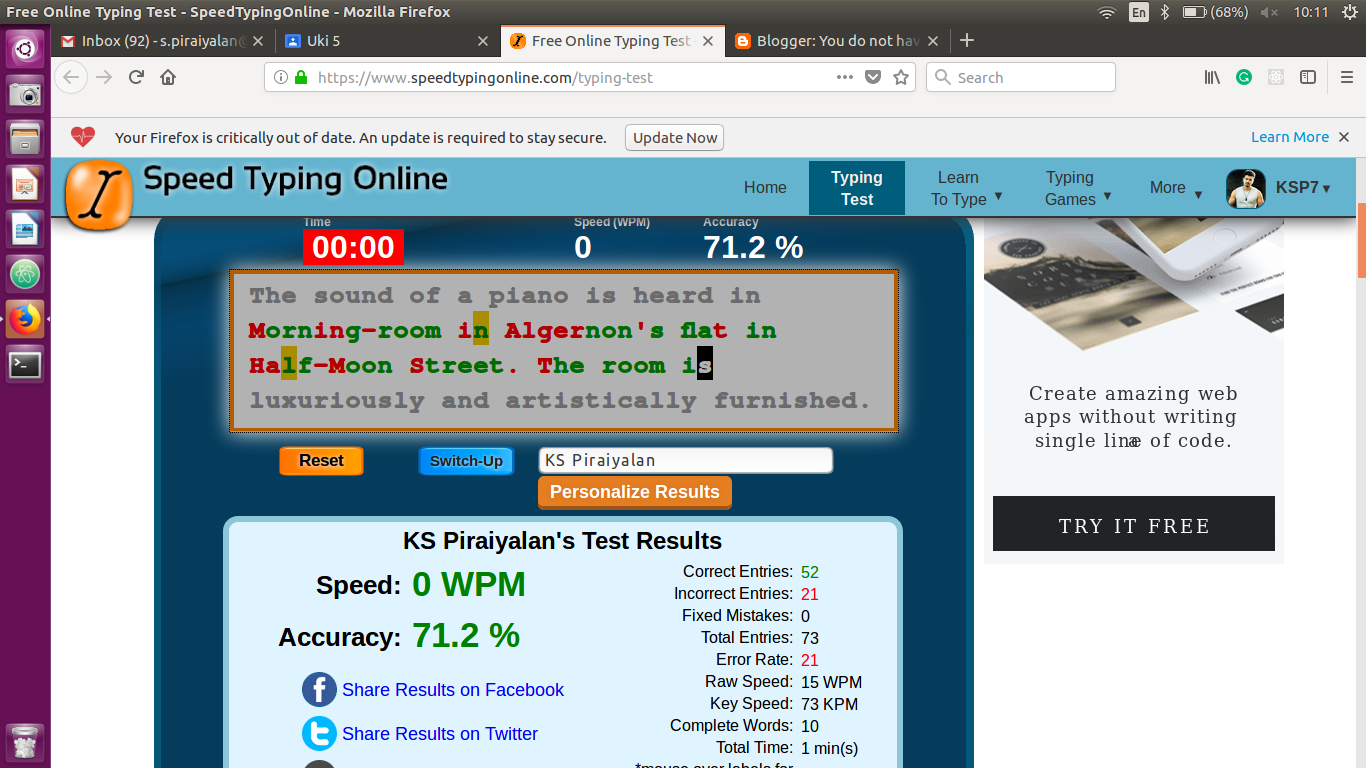 Free Online Typing Test - SpeedTypingOnline - Mozilla Firefox
En (68%) 10:11
Inbox (92) - s.piraiyalan@
Uki 5
Free Online Typing Test -
Blogger: You do not hav
https://www.speedtypingonline.com/typing-test
Search
Your Firefox is critically out of date. An update is required to stay secure.
Update Now
Learn More
Speed Typing Online
Home
Typing
Test
Learn
To Type
Typing
Games
More
KSP7
Time
Speed (WPM)
Accuracy
00:00
0
71.2 %
The sound of a piano is heard in
Morning-room in Algernon's flat in
Half-Moon Street. The room is
luxuriously and artistically furnished.
Reset
Switch-Up
KS Piraiyalan
Personalize Results
KS Piraiyalan's Test Results
Speed: 0 WPM
Accuracy: 71.2 %
Share Results on Facebook
Share Results on Twitter
Correct Entries: 52
Incorrect Entries: 21
Fixed Mistakes: 0
Total Entries: 73
Error Rate: 21
Raw Speed: 15 WPM
Key Speed: 73 KPM
Complete Words: 10
Total Time: 1 min(s)
*mouse over labels for
Create amazing web
apps without writing
single line of code.
TRY IT FREE